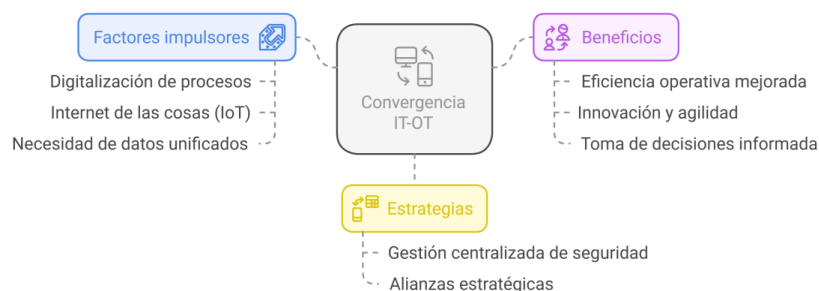 Factores impulsores
Digitalización de procesos
Internet de las cosas (IoT)
Necesidad de datos unificados
Convergencia
IT-OT
Beneficios
Eficiencia operativa mejorada
Innovación y agilidad
Toma de decisiones informada
Estrategias
Gestión centralizada de seguridad
Alianzas estratégicas